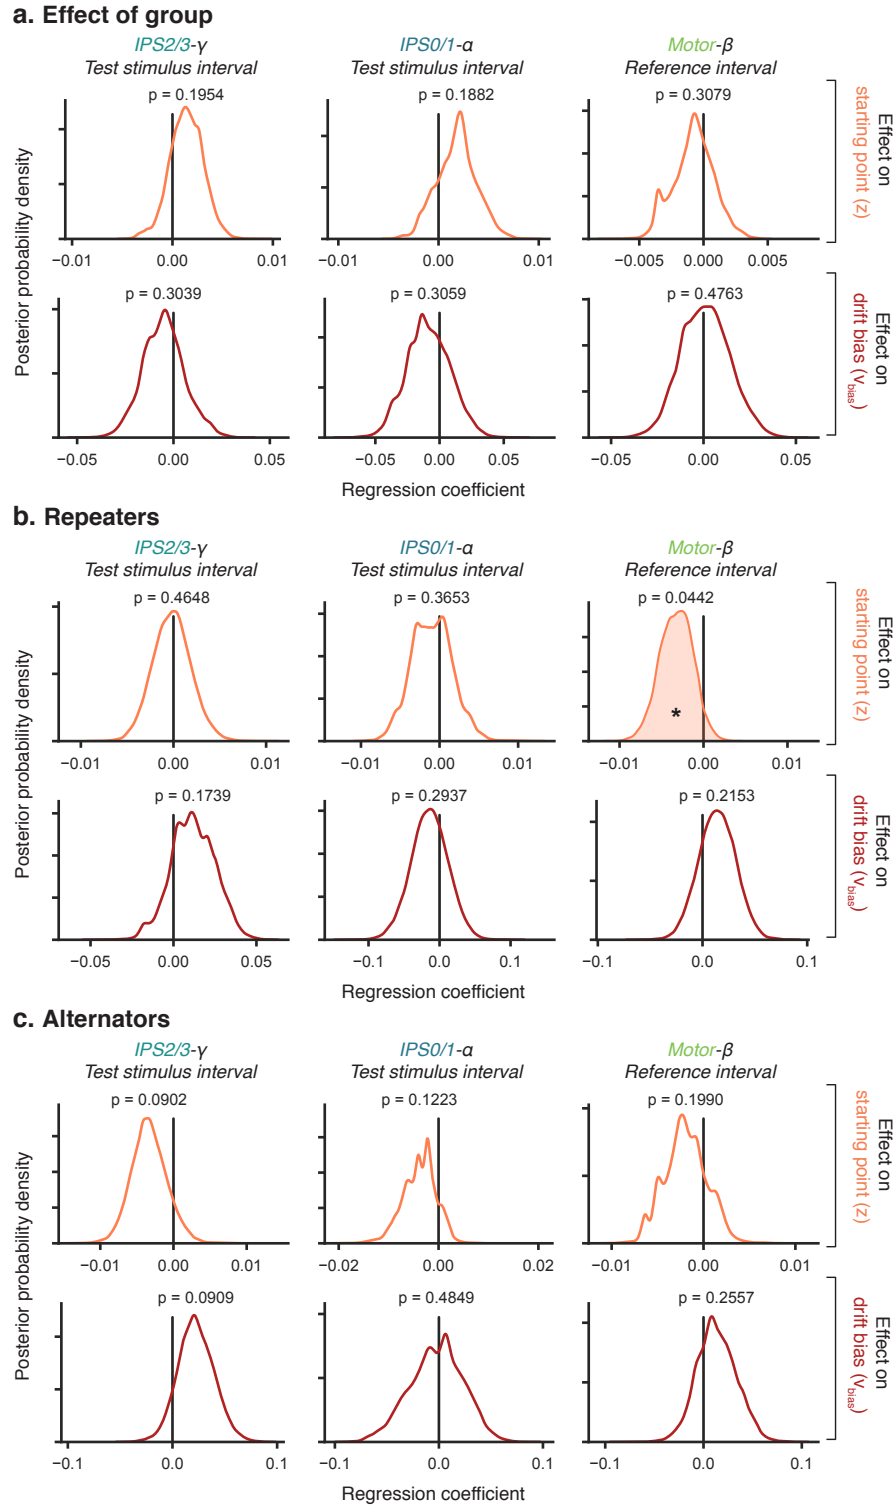 a. Effect of group
IPS2/3-γ
Test stimulus interval
IPS0/1-α
Test stimulus interval
Motor-β
Reference interval
p = 0.1954
p = 0.1882
p = 0.3079
−0.01 0.00 0.01
−0.01 0.00 0.01
−0.005 0.000 0.005
Effect on
starting point (z)
Posterior probability density
p = 0.3039
p = 0.3059
p = 0.4763
−0.05 0.00 0.05
−0.05 0.00 0.05
−0.05 0.00 0.05
Effect on
drift bias (vbias)
Regression coefficient
b. Repeaters
IPS2/3-γ
Test stimulus interval
IPS0/1-α
Test stimulus interval
Motor-β
Reference interval
p = 0.4648
p = 0.3653
p = 0.0442
*
−0.01 0.00 0.01
−0.01 0.00 0.01
−0.01 0.00 0.01
Effect on
starting point (z)
Posterior probability density
p = 0.1739
p = 0.2937
p = 0.2153
−0.05 0.00 0.05
−0.1 0.0 0.1
−0.1 0.0 0.1
Effect on
drift bias (vbias)
Regression coefficient
c. Alternators
IPS2/3-γ
Test stimulus interval
IPS0/1-α
Test stimulus interval
Motor-β
Reference interval
p = 0.0902
p = 0.1223
p = 0.1990
−0.01 0.00 0.01
−0.02 0.00 0.02
−0.01 0.00 0.01
Effect on
starting point (z)
Posterior probability density
p = 0.0909
p = 0.4849
p = 0.2557
−0.1 0.0 0.1
−0.1 0.0 0.1
−0.1 0.0 0.1
Effect on
drift bias (vbias)
Regression coefficient